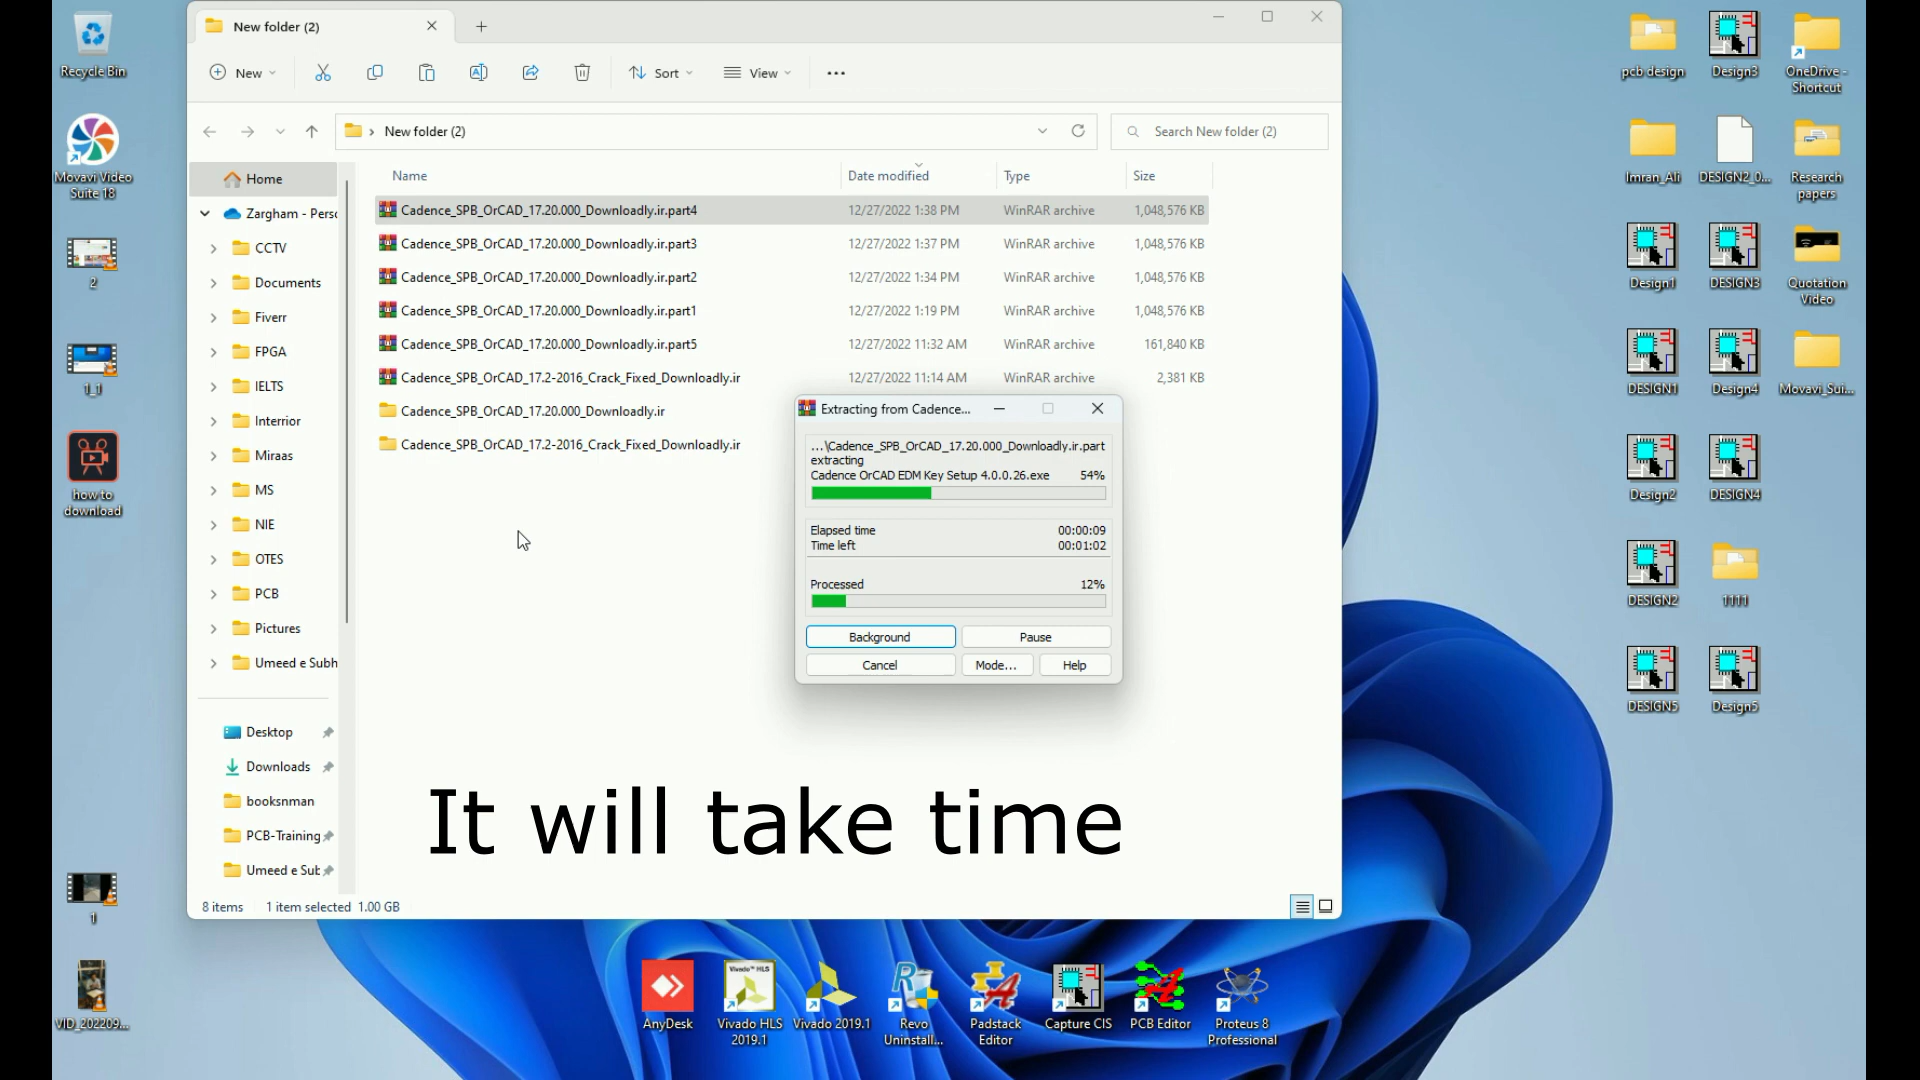 New folder (2)
New
Sort
View
New folder (2)
Search New folder (2)
Name
Date modified
Type
Size
Cadence_SPB_OrCAD_17.20.000_Downloadly.ir.part4
12/27/2022 1:38 PM
WinRAR archive
1,048,576 KB
Cadence_SPB_OrCAD_17.20.000_Downloadly.ir.part3
12/27/2022 1:37 PM
WinRAR archive
1,048,576 KB
Cadence_SPB_OrCAD_17.20.000_Downloadly.ir.part2
12/27/2022 1:34 PM
WinRAR archive
1,048,576 KB
Cadence_SPB_OrCAD_17.20.000_Downloadly.ir.part1
12/27/2022 1:19 PM
WinRAR archive
1,048,576 KB
Cadence_SPB_OrCAD_17.20.000_Downloadly.ir.part5
12/27/2022 11:32 AM
WinRAR archive
161,840 KB
Cadence_SPB_OrCAD_17.2-2016_Crack_Fixed_Downloadly.ir
12/27/2022 11:14 AM
WinRAR archive
2,381 KB
Cadence_SPB_OrCAD_17.20.000_Downloadly.ir
Cadence_SPB_OrCAD_17.2-2016_Crack_Fixed_Downloadly.ir
Home
Zargham - Perso
CCTV
Documents
Fiverr
FPGA
IELTS
Interrior
Miraas
MS
NIE
OTES
PCB
Pictures
Umeed e Subh
Desktop
Downloads
booksnman
PCB-Training
Umeed e Sub
8 items
1 item selected 1.00 GB
Extracting from Cadence...
...\Cadence_SPB_OrCAD_17.20.000_Downloadly.ir.part
extracting
Cadence OrCAD EDM Key Setup 4.0.0.26.exe 54%
Elapsed time 00:00:09
Time left 00:01:02
Processed 12%
Background
Pause
Cancel
Mode...
Help
It will take time
Recycle Bin
Movavi Video
Suite 18
2
1_1
how to
download
1
VID_202209...
pcb design
Design3
OneDrive -
Shortcut
Imran_Ali
DESIGN2_0...
Research
papers
Design1
DESIGN3
Quotation
Video
DESIGN1
Design4
Movavi_Sui...
Design2
DESIGN4
DESIGN2
1111
DESIGN5
Design5
AnyDesk
Vivado™ HLS
Vivado HLS
2019.1
Vivado 2019.1
Revo
Uninstall...
Padstack
Editor
Capture CIS
PCB Editor
Proteus 8
Professional